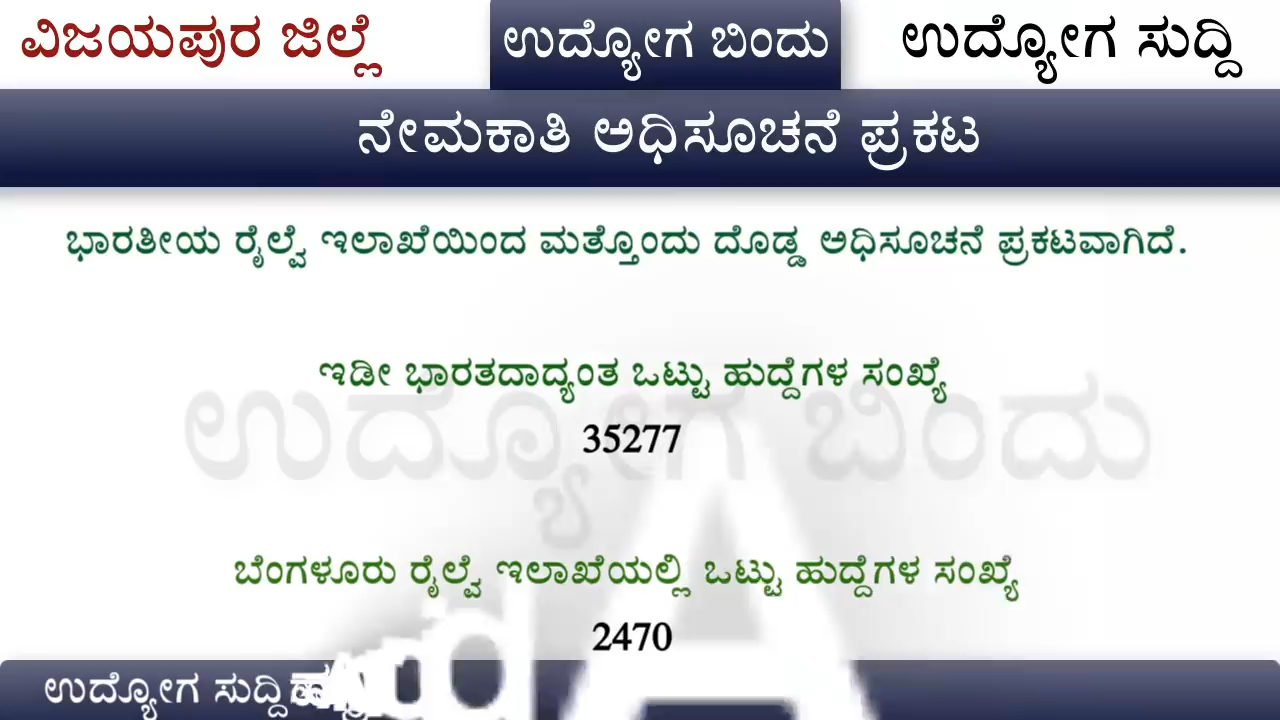 ವಿಜಯಪುರ ಜಿಲ್ಲೆ
ಉದ್ಯೋಗ ಬಿಂದು
ಉದ್ಯೋಗ ಸುದ್ದಿ
ನೇಮಕಾತಿ ಅಧಿಸೂಚನೆ ಪ್ರಕಟ
ಭಾರತೀಯ ರೈಲ್ವೆ ಇಲಾಖೆಯಿಂದ ಮತ್ತೊಂದು ದೊಡ್ಡ ಅಧಿಸೂಚನೆ ಪ್ರಕಟವಾಗಿದೆ.
ಇಡೀ ಭಾರತದಾದ್ಯಂತ ಒಟ್ಟು ಹುದ್ದೆಗಳ ಸಂಖ್ಯೆ
ಉದ್ಯೋಗ ಬಿಂದು
35277
ಬೆಂಗಳೂರು ರೈಲ್ವೆ ಇಲಾಖೆಯಲ್ಲಿ ಒಟ್ಟು ಹುದ್ದೆಗಳ ಸಂಖ್ಯೆ
2470
ಉದ್ಯೋಗ ಸುದ್ದಿ